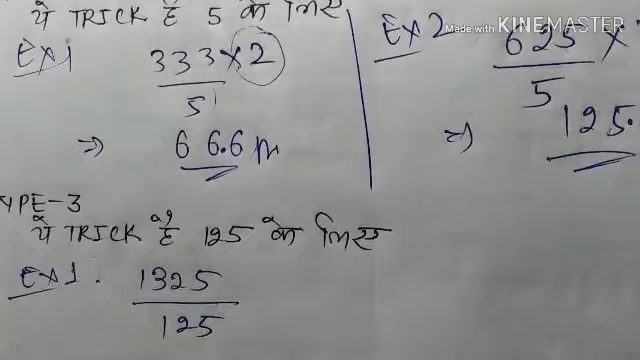 ये TRICK है 5 के लिए
Ex1
333×2
5
⇒ 66.6
Ex2
625 ×
5
⇒ 125.
Made with KINEMASTER
YPE-3
ये TRICK है 125 के लिए
Ex1.
1325
125